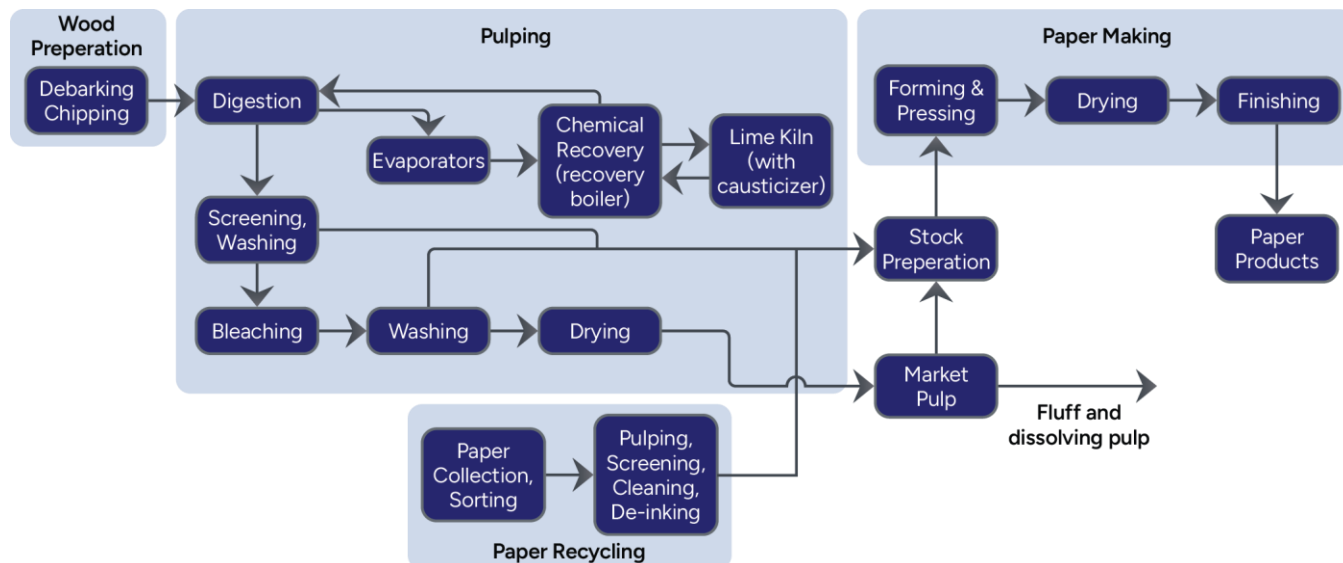 Wood
Preperation
Debarking
Chipping
Pulping
Digestion
Evaporators
Chemical
Recovery
(recovery
boiler)
Lime Kiln
(with
causticizer)
Screening,
Washing
Bleaching
Washing
Drying
Paper Making
Forming &
Pressing
Drying
Finishing
Stock
Preperation
Paper
Products
Market
Pulp
Fluff and
dissolving pulp
Paper
Collection,
Sorting
Pulping,
Screening,
Cleaning,
De-inking
Paper Recycling